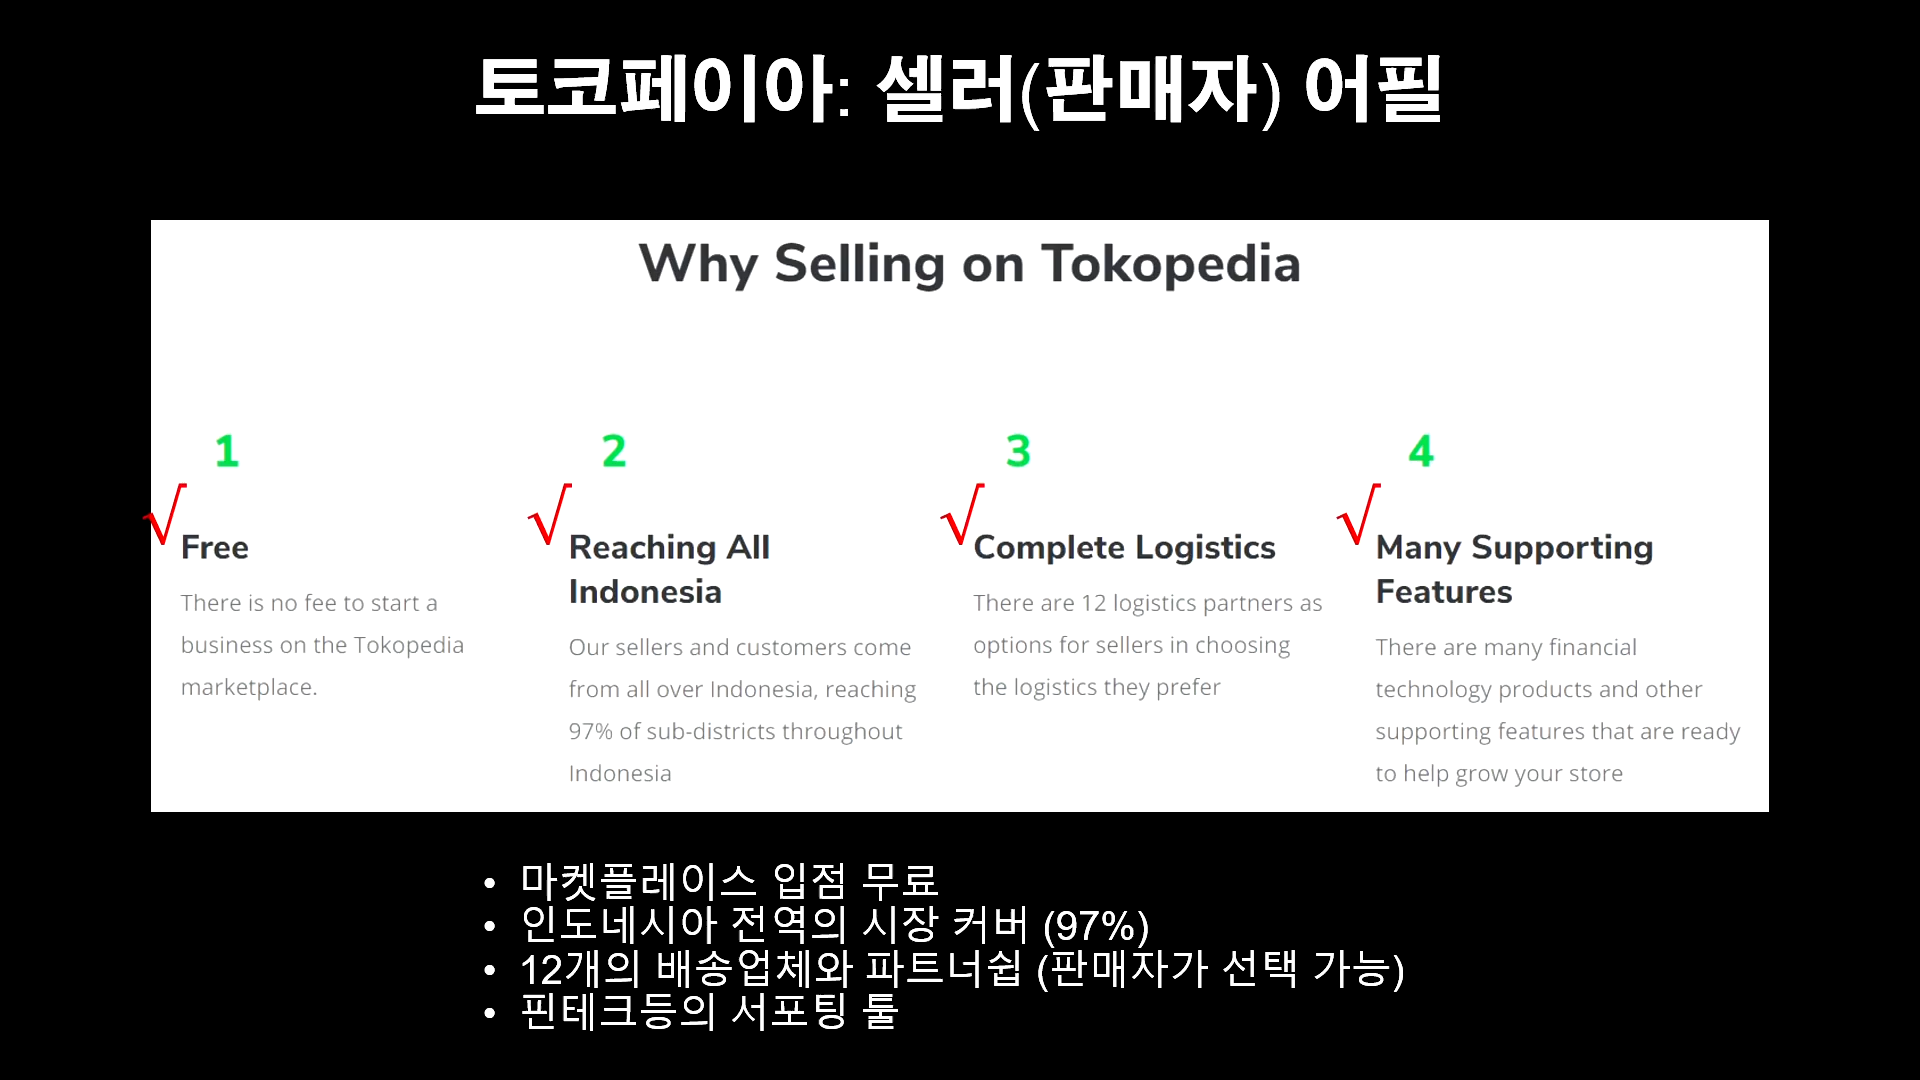 토코페이아: 셀러(판매자) 어필
Why Selling on Tokopedia
1
√
Free
There is no fee to start a
business on the Tokopedia
marketplace.
2
√
Reaching All
Indonesia
Our sellers and customers come
from all over Indonesia, reaching
97% of sub-districts throughout
Indonesia
3
√
Complete Logistics
There are 12 logistics partners as
options for sellers in choosing
the logistics they prefer
4
√
Many Supporting
Features
There are many financial
technology products and other
supporting features that are ready
to help grow your store
• 마켓플레이스 입점 무료
• 인도네시아 전역의 시장 커버 (97%)
• 12개의 배송업체와 파트너쉽 (판매자가 선택 가능)
• 핀테크등의 서포팅 툴